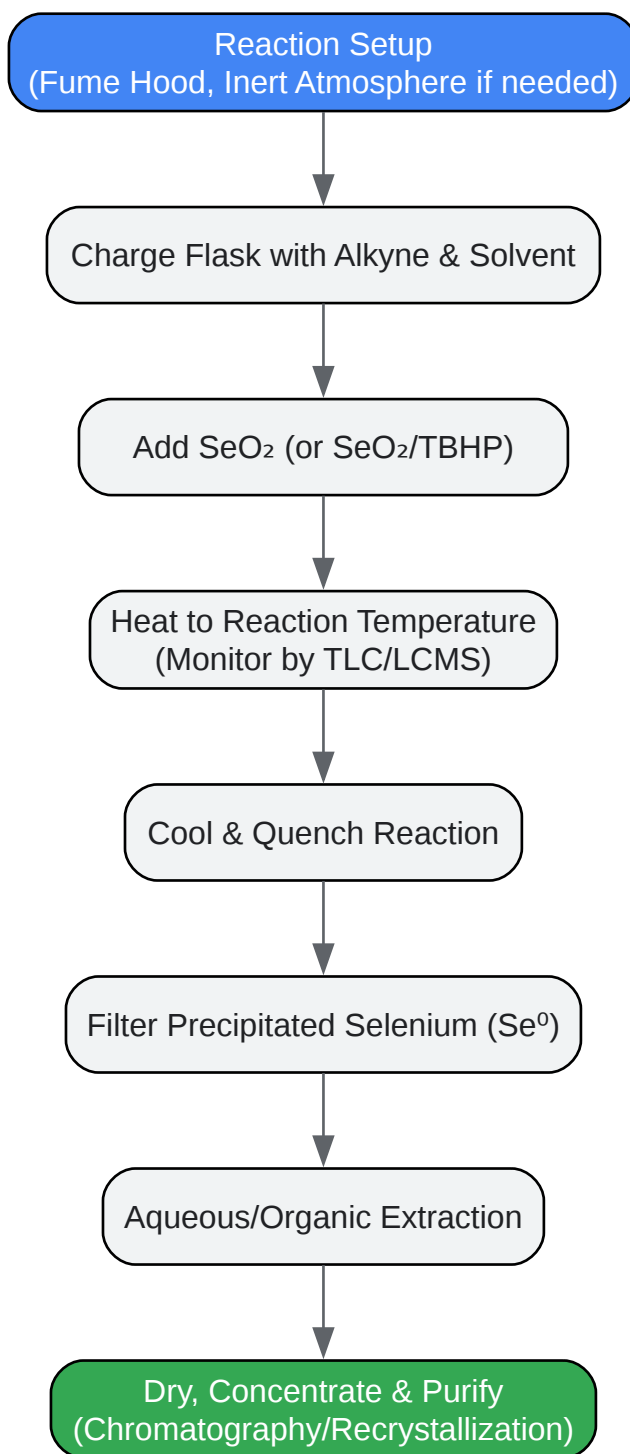 Reaction Setup
(Fume Hood, Inert Atmosphere if needed)
Charge Flask with Alkyne & Solvent
Add SeO₂ (or SeO₂/TBHP)
Heat to Reaction Temperature
(Monitor by TLC/LCMS)
Cool & Quench Reaction
Filter Precipitated Selenium (Se⁰)
Aqueous/Organic Extraction
Dry, Concentrate & Purify
(Chromatography/Recrystallization)